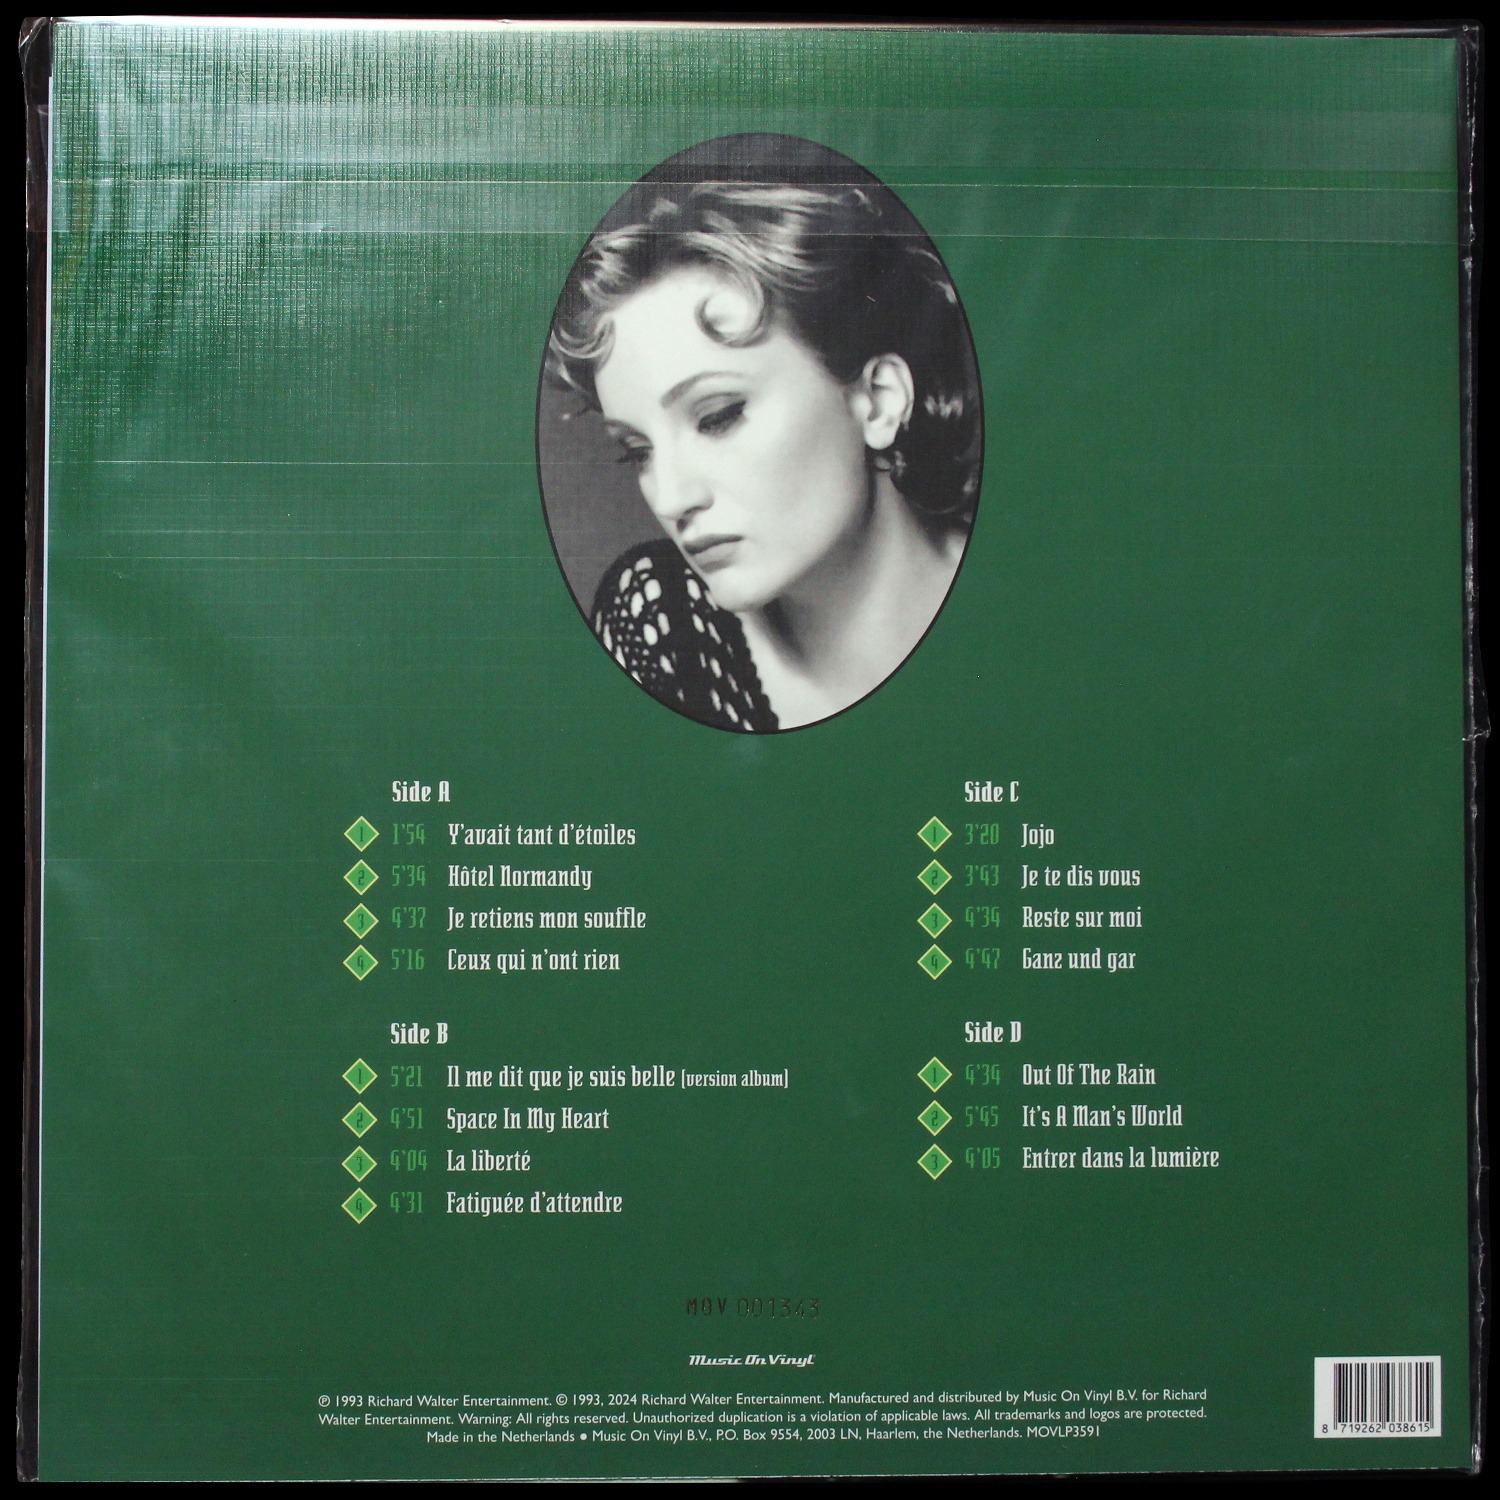 Side A
1 1'54 Y'avait tant d'étoiles
2 5'34 Hôtel Normandy
3 4'37 Je retiens mon souffle
4 5'16 Ceux qui n'ont rien
Side B
1 5'21 Il me dit que je suis belle (version album)
2 4'51 Space In My Heart
3 4'04 La liberté
4 4'31 Fatiguée d'attendre
Side C
1 3'20 Jojo
2 3'43 Je te dis vous
3 4'34 Reste sur moi
4 4'47 Ganz und gar
Side D
1 4'34 Out Of The Rain
2 5'45 It's A Man's World
3 4'05 Entrer dans la lumière
MOV 001343
Music On Vinyl
℗ 1993 Richard Walter Entertainment. © 1993, 2024 Richard Walter Entertainment. Manufactured and distributed by Music On Vinyl B.V. for Richard
Walter Entertainment. Warning: All rights reserved. Unauthorized duplication is a violation of applicable laws. All trademarks and logos are protected.
Made in the Netherlands ● Music On Vinyl B.V., P.O. Box 9554, 2003 LN, Haarlem, the Netherlands. MOVLP3591
8 719262 038615